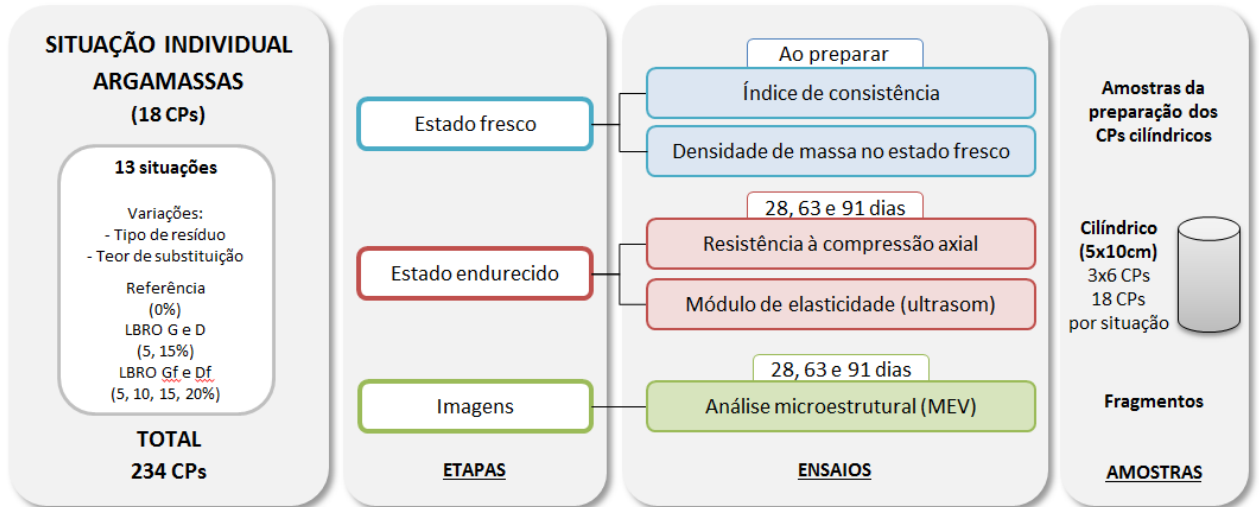 SITUAÇÃO INDIVIDUAL
ARGAMASSAS
(18 CPs)
13 situações
Variações:
- Tipo de resíduo
- Teor de substituição
Referência
(0%)
LBRO G e D
(5, 15%)
LBRO Gf e Df
(5, 10, 15, 20%)
TOTAL
234 CPs
Estado fresco
Estado endurecido
Imagens
ETAPAS
Ao preparar
Índice de consistência
Densidade de massa no estado fresco
28, 63 e 91 dias
Resistência à compressão axial
Módulo de elasticidade (ultrasom)
28, 63 e 91 dias
Análise microestrutural (MEV)
ENSAIOS
Amostras da
preparação dos
CPs cilíndricos
Cilíndrico
(5x10cm)
3x6 CPs
18 CPs
por situação
Fragmentos
AMOSTRAS